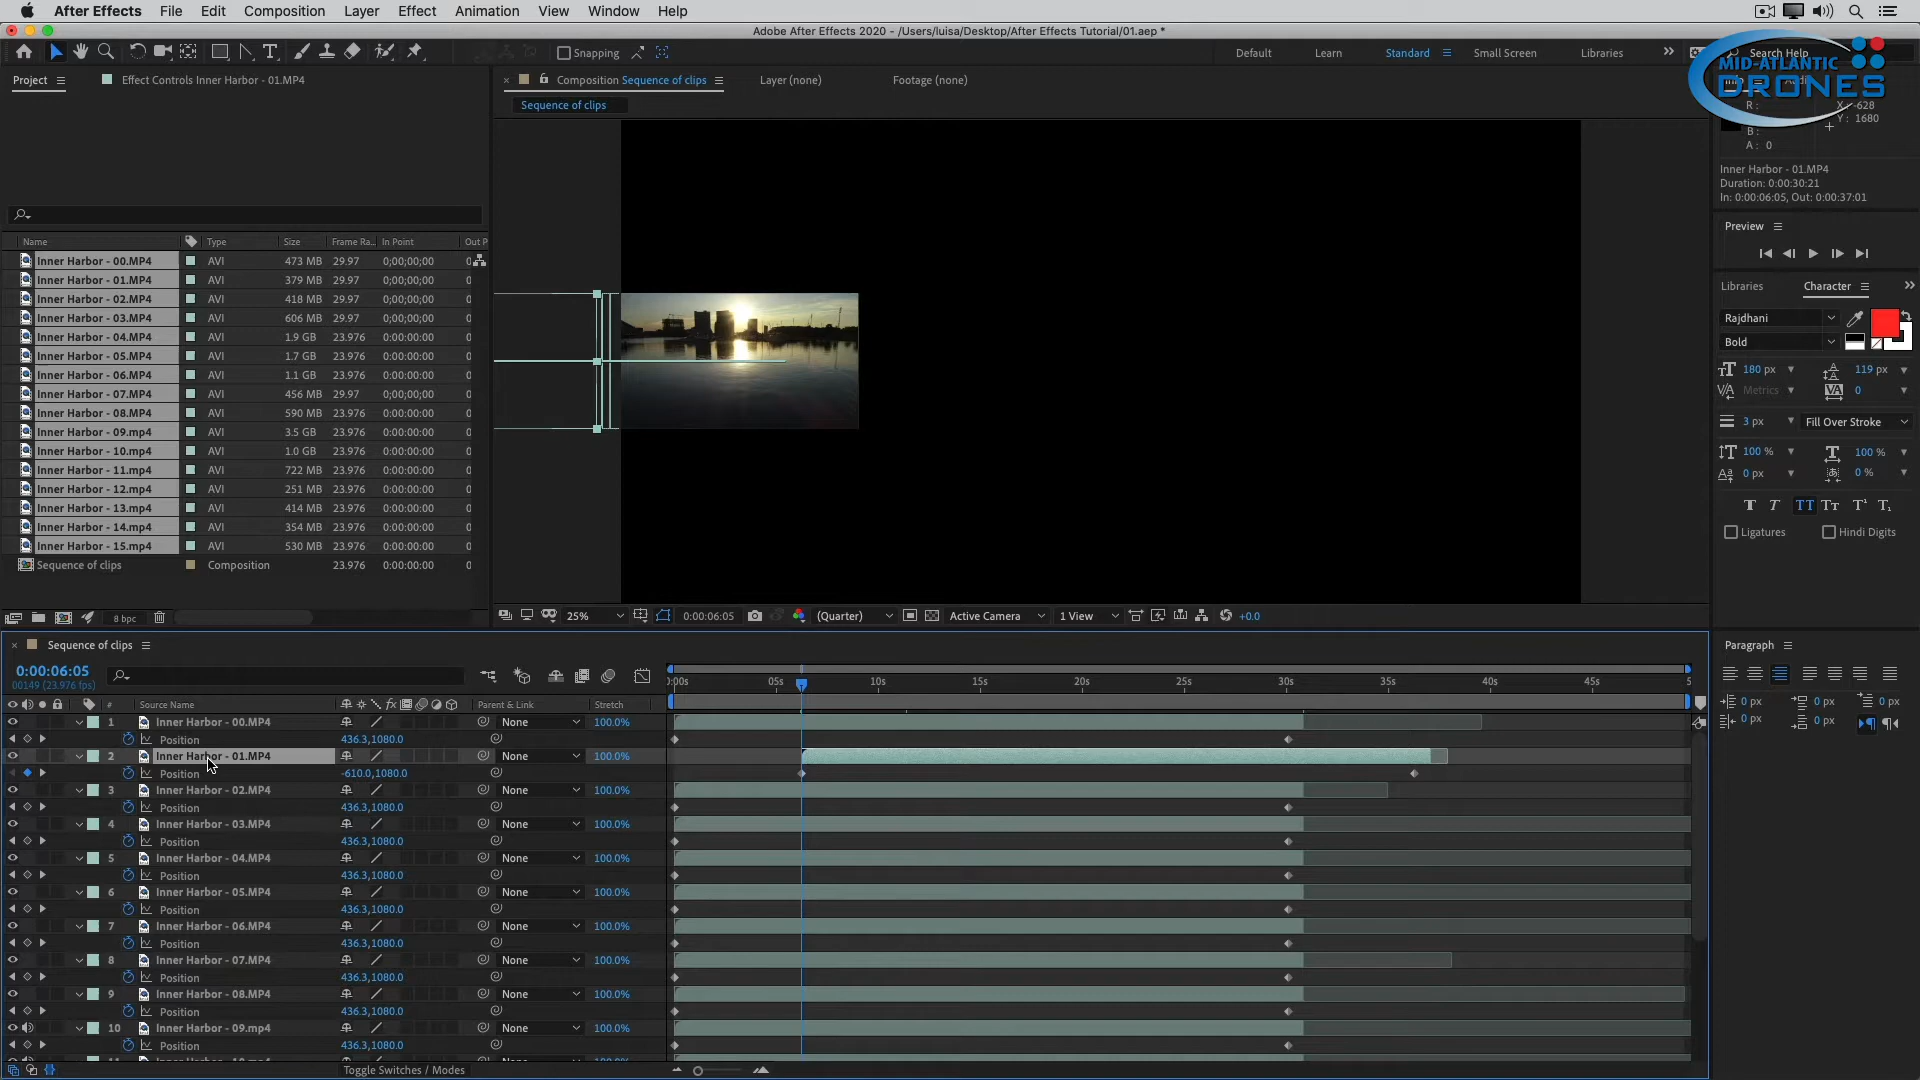 After Effects File Edit Composition Layer Effect Animation View Window Help
Adobe After Effects 2020 - /Users/luisa/Desktop/After Effects Tutorial/01.aep *
Snapping Default Learn Standard Small Screen Libraries Search Help
MID-ATLANTIC
DRONES
Project Effect Controls Inner Harbor - 01.MP4
Composition Sequence of clips Layer (none) Footage (none)
Sequence of clips
R: X: -628
B: Y: 1680
A: 0
Inner Harbor - 01.MP4
Duration: 0:00:30:21
In: 0:00:06:05, Out: 0:00:37:01
Preview
Name Type Size Frame Ra... In Point Out P
Inner Harbor - 00.MP4 AVI 473 MB 29.97 0;00;00;00 0
Inner Harbor - 01.MP4 AVI 379 MB 29.97 0;00;00;00 0
Inner Harbor - 02.MP4 AVI 418 MB 29.97 0;00;00;00 0
Inner Harbor - 03.MP4 AVI 606 MB 29.97 0;00;00;00 0
Inner Harbor - 04.MP4 AVI 1.9 GB 23.976 0:00:00:00 0
Inner Harbor - 05.MP4 AVI 1.7 GB 23.976 0:00:00:00 0
Inner Harbor - 06.MP4 AVI 1.1 GB 23.976 0:00:00:00 0
Inner Harbor - 07.MP4 AVI 456 MB 29.97 0;00;00;00 0
Inner Harbor - 08.MP4 AVI 590 MB 23.976 0:00:00:00 0
Inner Harbor - 09.mp4 AVI 3.5 GB 23.976 0:00:00:00 0
Inner Harbor - 10.mp4 AVI 1.0 GB 23.976 0:00:00:00 0
Inner Harbor - 11.mp4 AVI 722 MB 23.976 0:00:00:00 0
Inner Harbor - 12.mp4 AVI 251 MB 23.976 0:00:00:00 0
Inner Harbor - 13.mp4 AVI 414 MB 23.976 0:00:00:00 0
Inner Harbor - 14.mp4 AVI 354 MB 23.976 0:00:00:00 0
Inner Harbor - 15.mp4 AVI 530 MB 23.976 0:00:00:00 0
Sequence of clips Composition 23.976 0:00:00:00 0
8 bpc
Libraries Character
Rajdhani
Bold
180 px 119 px
Metrics 0
3 px Fill Over Stroke
100 % 100 %
0 px 0 %
Ligatures Hindi Digits
25% 0:00:06:05 (Quarter) Active Camera 1 View +0.0
Paragraph
0 px 0 px 0 px
0 px 0 px
Sequence of clips
0:00:06:05
00149 (23.976 fps)
:00s 05s 10s 15s 20s 25s 30s 35s 40s 45s 5
# Source Name fx Parent & Link Stretch
1 Inner Harbor - 00.MP4 None 100.0%
Position 436.3,1080.0
2 Inner Harbor - 01.MP4 None 100.0%
Position -610.0,1080.0
3 Inner Harbor - 02.MP4 None 100.0%
Position 436.3,1080.0
4 Inner Harbor - 03.MP4 None 100.0%
Position 436.3,1080.0
5 Inner Harbor - 04.MP4 None 100.0%
Position 436.3,1080.0
6 Inner Harbor - 05.MP4 None 100.0%
Position 436.3,1080.0
7 Inner Harbor - 06.MP4 None 100.0%
Position 436.3,1080.0
8 Inner Harbor - 07.MP4 None 100.0%
Position 436.3,1080.0
9 Inner Harbor - 08.MP4 None 100.0%
Position 436.3,1080.0
10 Inner Harbor - 09.mp4 None 100.0%
Position 436.3,1080.0
Toggle Switches / Modes